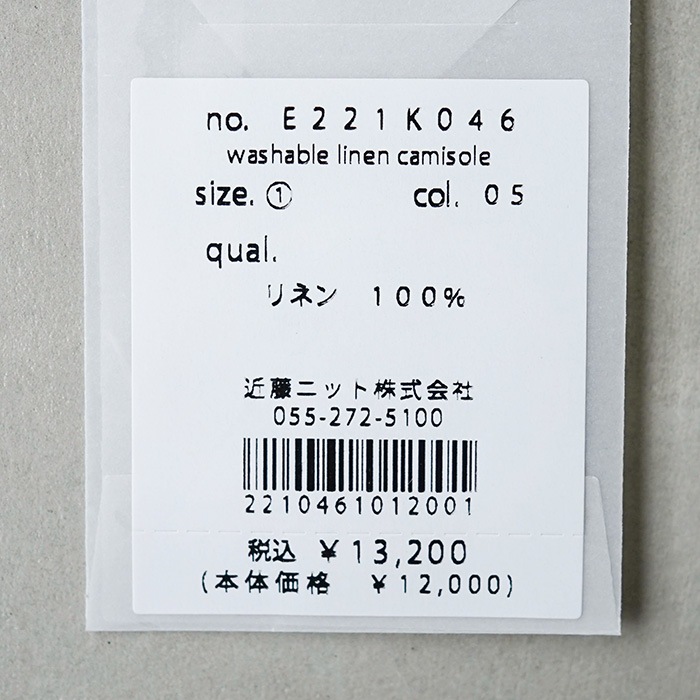 no. E221K046
washable linen camisole
size. ① col. 05
qual.
リネン 100%
近藤ニット株式会社
055-272-5100
2210461012001
税込 ¥13,200
(本体価格 ¥12,000)